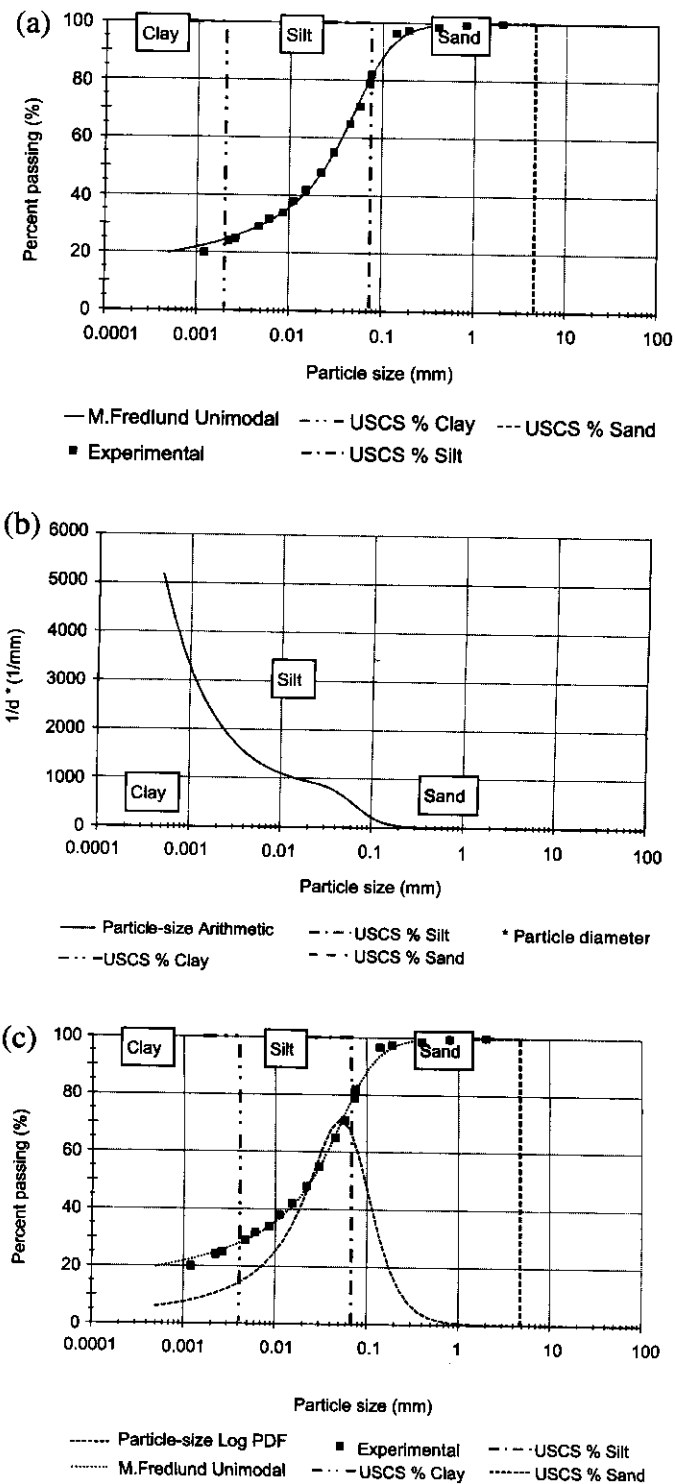 (a)
100
80
60
40
20
0
Percent passing (%)
Clay
Silt
Sand
0.0001 0.001 0.01 0.1 1 10 100
Particle size (mm)
M.Fredlund Unimodal
USCS % Clay
USCS % Sand
Experimental
USCS % Silt
(b)
6000
5000
4000
3000
2000
1000
0
1/d * (1/mm)
Silt
Clay
Sand
0.0001 0.001 0.01 0.1 1 10 100
Particle size (mm)
Particle-size Arithmetic
USCS % Silt
* Particle diameter
USCS % Clay
USCS % Sand
(c)
100
80
60
40
20
0
Percent passing (%)
Clay
Silt
Sand
0.0001 0.001 0.01 0.1 1 10 100
Particle size (mm)
Particle-size Log PDF
Experimental
USCS % Silt
M.Fredlund Unimodal
USCS % Clay
USCS % Sand